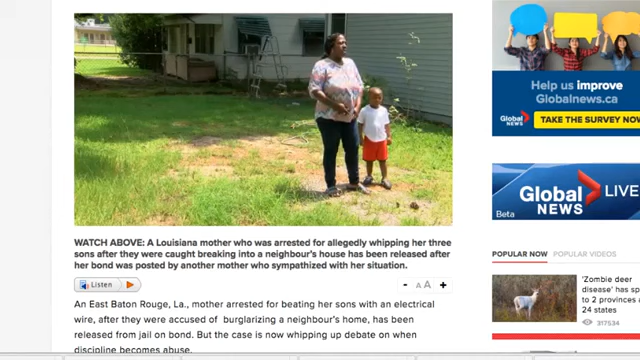 Help us improve
Globalnews.ca
Global
NEWS
TAKE THE SURVEY NOW
Global
NEWS
LIVE
Beta
WATCH ABOVE: A Louisiana mother who was arrested for allegedly whipping her three
sons after they were caught breaking into a neighbour's house has been released after
her bond was posted by another mother who sympathized with her situation.
Listen
- A A +
An East Baton Rouge, La., mother arrested for beating her sons with an electrical
wire, after they were accused of burglarizing a neighbour's home, has been
released from jail on bond. But the case is now whipping up debate on when
discipline becomes abuse.
POPULAR NOW POPULAR VIDEOS
'Zombie deer
disease' has sp
to 2 provinces a
24 states
317534